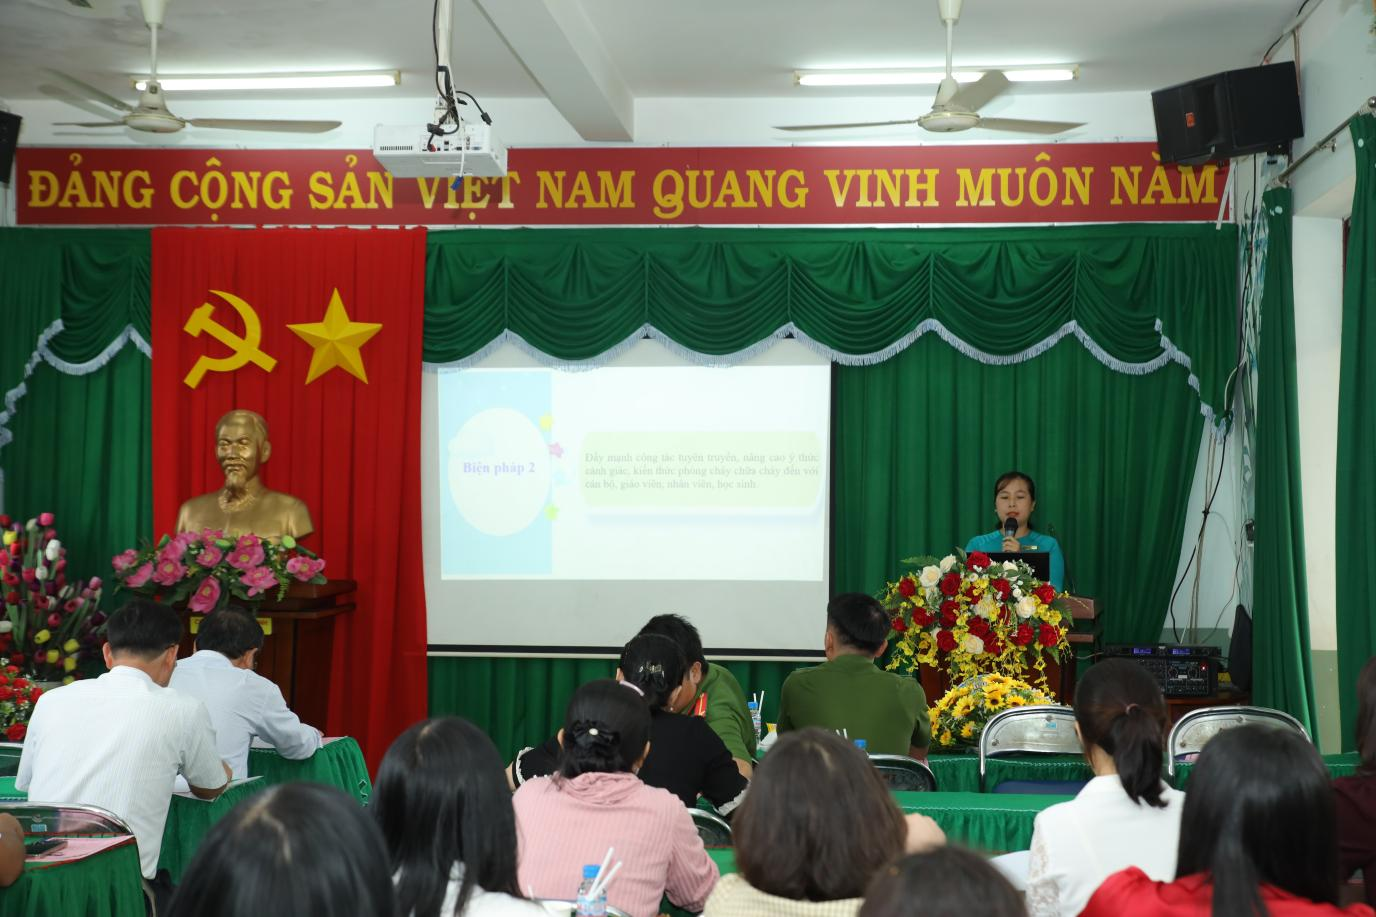 ĐẢNG CỘNG SẢN VIỆT NAM QUANG VINH MUÔN NĂM
Biện pháp 2
Đẩy mạnh công tác tuyên truyền, nâng cao ý thức
cảnh giác, kiến thức phòng cháy chữa cháy đến với
cán bộ, giáo viên, nhân viên, học sinh.